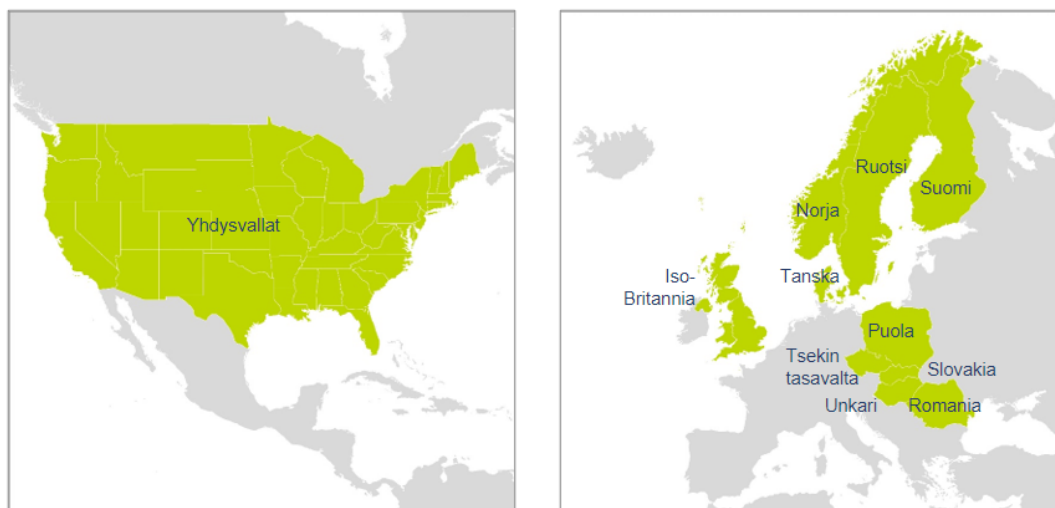 Yhdysvallat
Ruotsi
Suomi
Norja
Iso-
Britannia
Tanska
Puola
Tsekin
tasavalta
Slovakia
Unkari
Romania